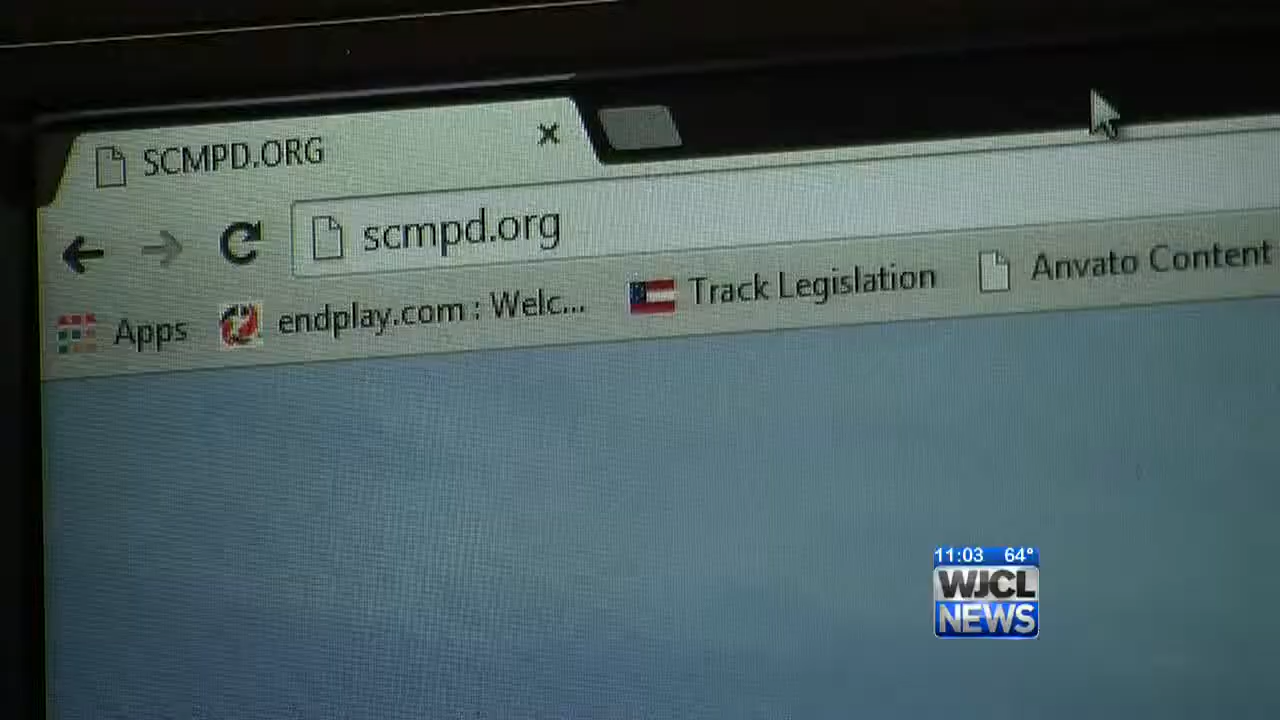 SCMPD.ORG
scmpd.org
Apps endplay.com : Welc... Track Legislation Anvato Content
11:03 64°
WJCL
NEWS